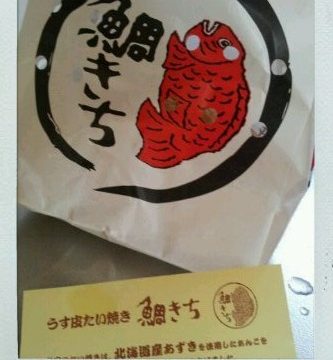 鯛きち
うす皮たい焼き 鯛きち
鯛きち
北海道産あずきを使用したあんこを